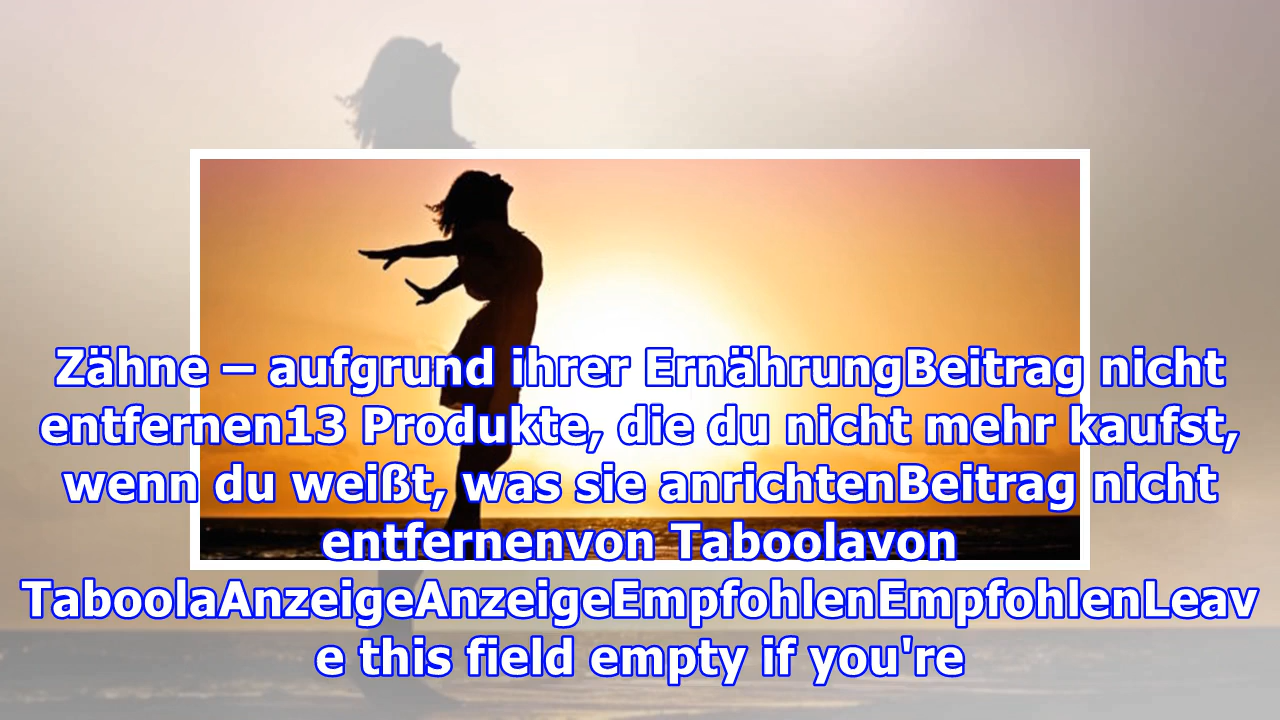 Zähne – aufgrund ihrer ErnährungBeitrag nicht
entfernen13 Produkte, die du nicht mehr kaufst,
wenn du weißt, was sie anrichtenBeitrag nicht
entfernenvon Taboolavon
TaboolaAnzeigeAnzeigeEmpfohlenEmpfohlenLeav
e this field empty if you're